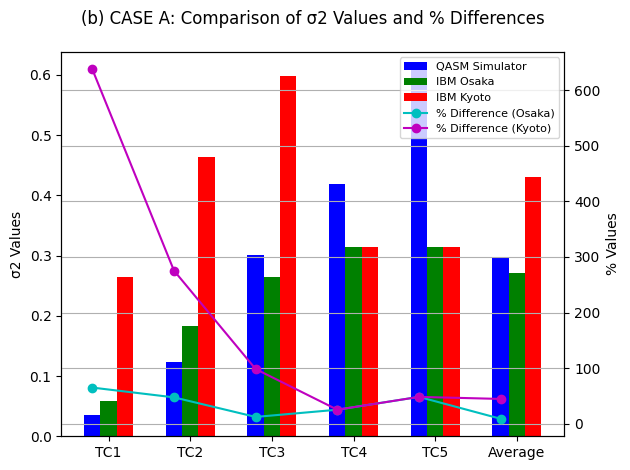 (b) CASE A: Comparison of σ2 Values and % Differences
QASM Simulator
IBM Osaka
IBM Kyoto
% Difference (Osaka)
% Difference (Kyoto)
σ2 Values
0.6
0.5
0.4
0.3
0.2
0.1
0.0
% Values
600
500
400
300
200
100
0
TC1
TC2
TC3
TC4
TC5
Average